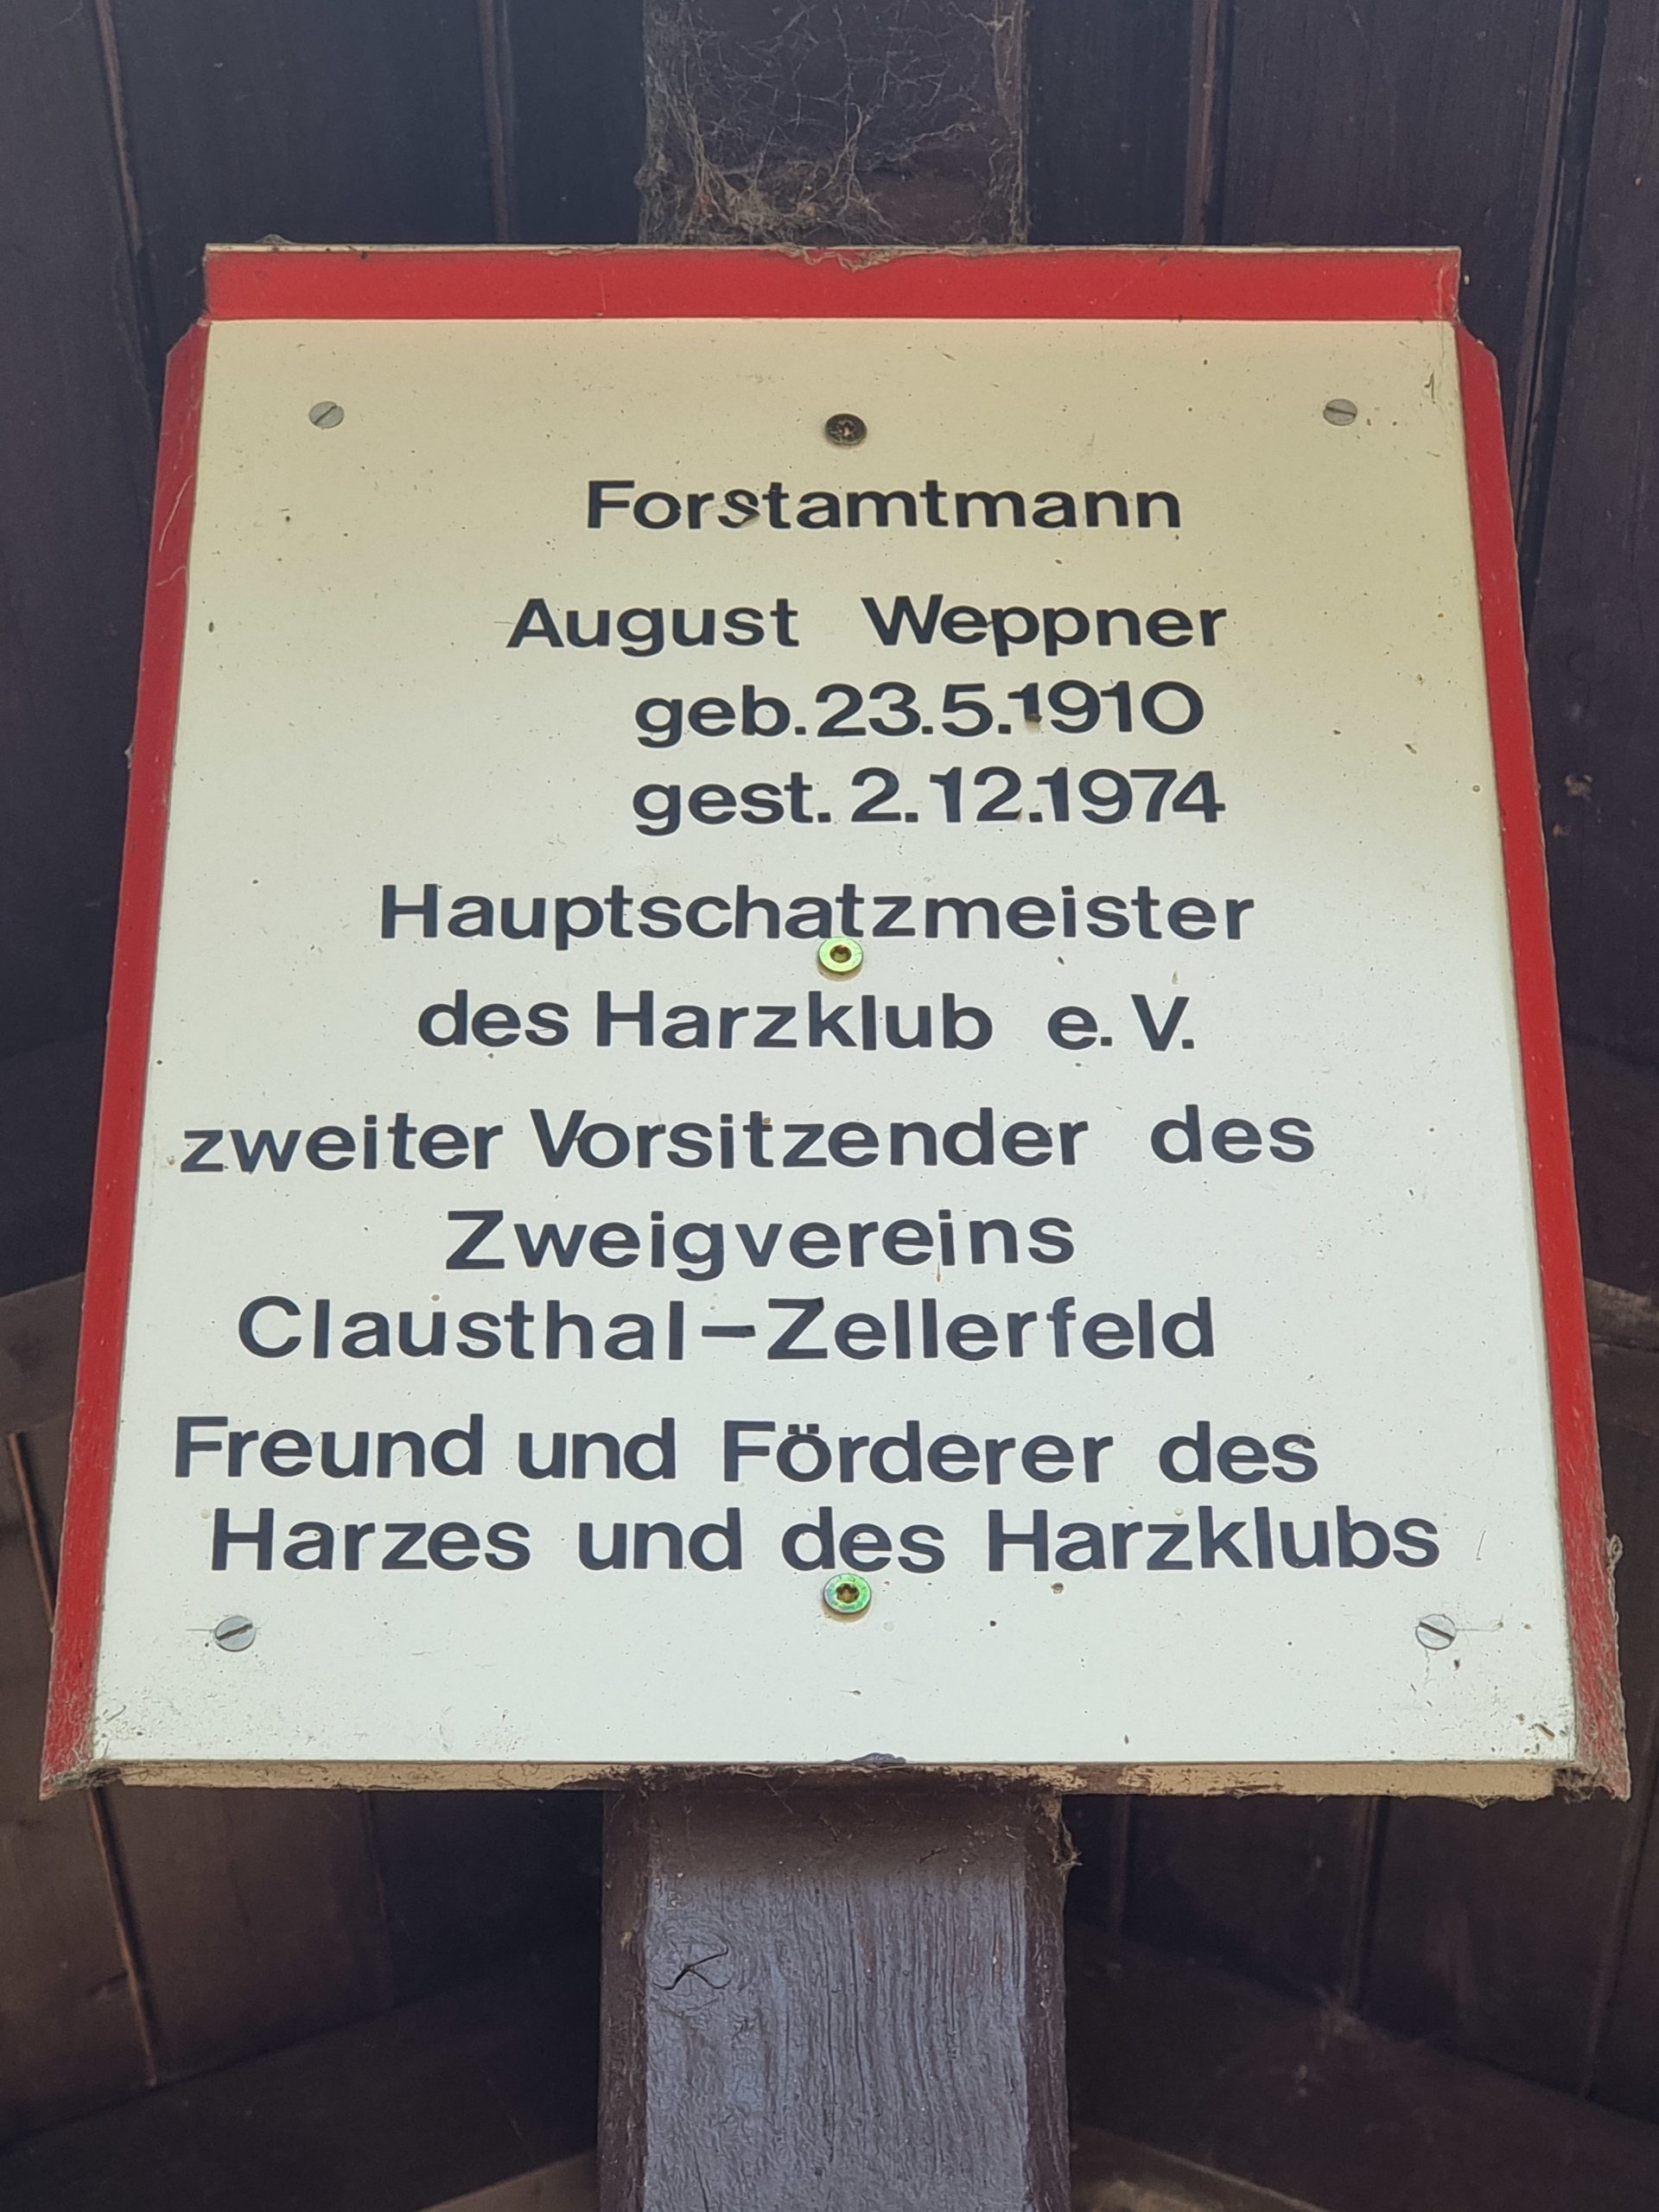 Forstamtmann
August Weppner
geb.23.5.1910
gest. 2.12.1974
Hauptschatzmeister
des Harzklub e. V.
zweiter Vorsitzender des
Zweigvereins
Clausthal-Zellerfeld
Freund und Förderer des
Harzes und des Harzklubs